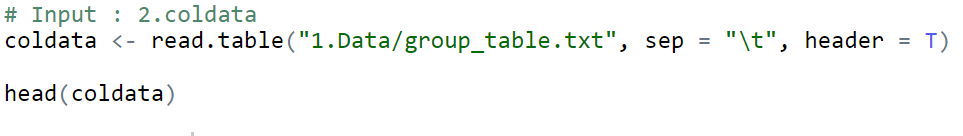 # Input : 2.coldata
coldata <- read.table("1.Data/group_table.txt", sep = "\t", header = T)
head(coldata)